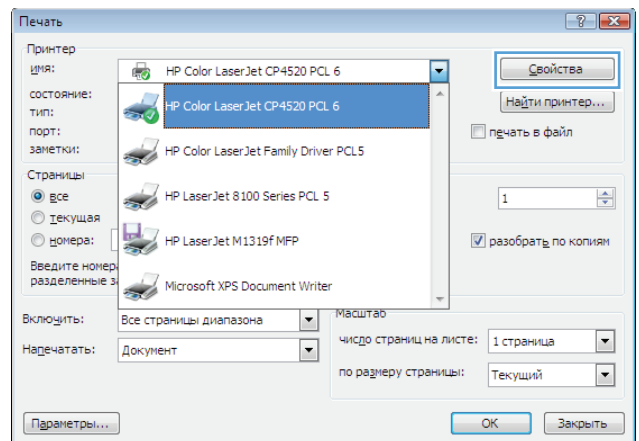 Печать
Принтер
имя:
HP Color LaserJet CP4520 PCL 6
Свойства
состояние:
HP Color LaserJet CP4520 PCL 6
Найти принтер...
тип:
порт:
HP Color LaserJet Family Driver PCL5
печать в файл
заметки:
Страницы
все
HP LaserJet 8100 Series PCL 5
1
текущая
номера:
HP LaserJet M1319f MFP
разобрать по копиям
Введите номер
разделенные з
Microsoft XPS Document Writer
Включить:
Все страницы диапазона
Масштаб
число страниц на листе:
1 страница
Напечатать:
Документ
по размеру страницы:
Текущий
Параметры...
ОК
Закрыть